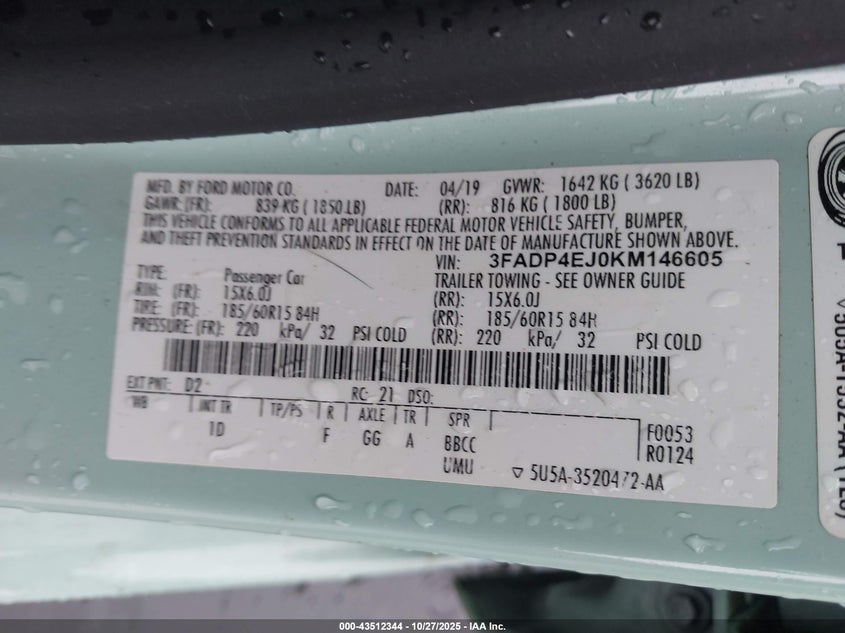 MFD. BY FORD MOTOR CO. DATE: 04/19 GVWR: 1642 KG ( 3620 LB)
GAWR: (FR): 839 KG ( 1850 LB) (RR): 816 KG ( 1800 LB)
THIS VEHICLE CONFORMS TO ALL APPLICABLE FEDERAL MOTOR VEHICLE SAFETY, BUMPER,
AND THEFT PREVENTION STANDARDS IN EFFECT ON THE DATE OF MANUFACTURE SHOWN ABOVE.
VIN: 3FADP4EJ0KM146605
TYPE: Passenger Car TRAILER TOWING - SEE OWNER GUIDE
RIM: (FR): 15X6.0J (RR): 15X6.0J
TIRE: (FR): 185/60R15 84H (RR): 185/60R15 84H
PRESSURE: (FR): 220 kPa/ 32 PSI COLD (RR): 220 kPa/ 32 PSI COLD
EXT PNT: D2 RC: 21 DSO:
WB INT TR TP/PS R AXLE TR SPR F0053
1D F GG A BBCC R0124
UMU ▽ 5U5A-3520472-AA
000-43512344 | 10/27/2025 | IAA Inc.